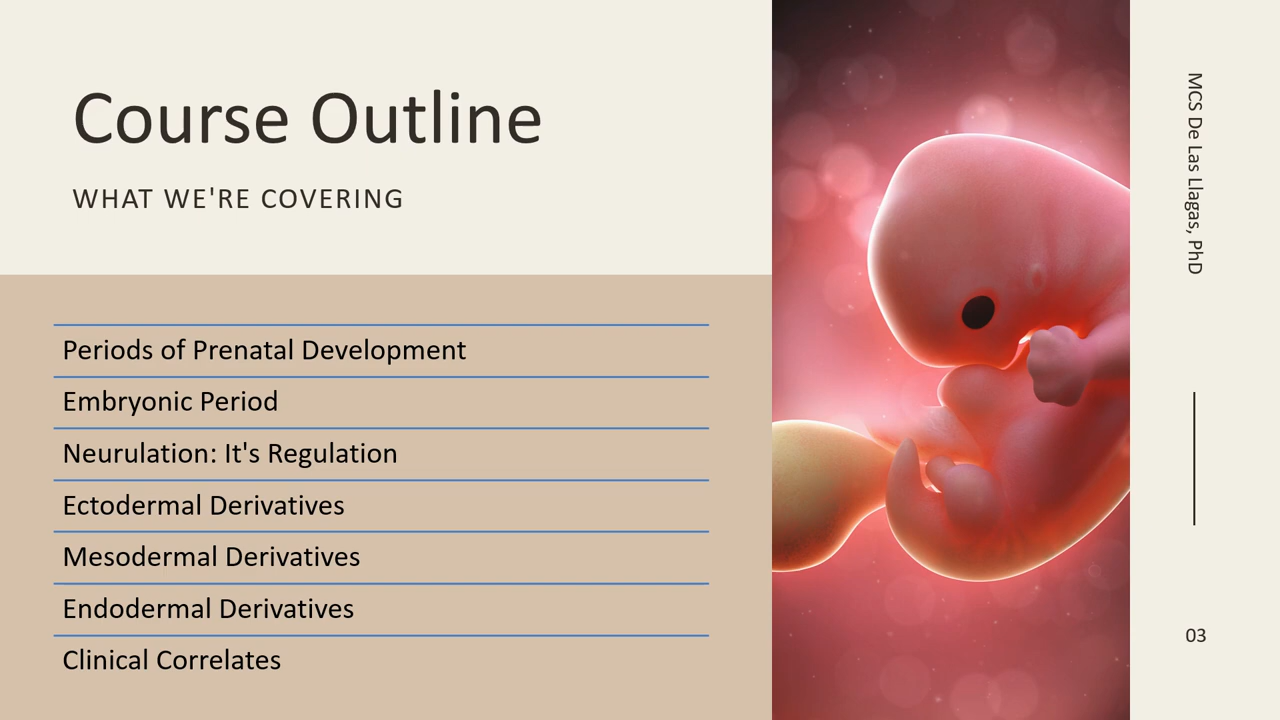 Course Outline
WHAT WE'RE COVERING
Periods of Prenatal Development
Embryonic Period
Neurulation: It's Regulation
Ectodermal Derivatives
Mesodermal Derivatives
Endodermal Derivatives
Clinical Correlates
MCS De Las Llagas, PhD
03